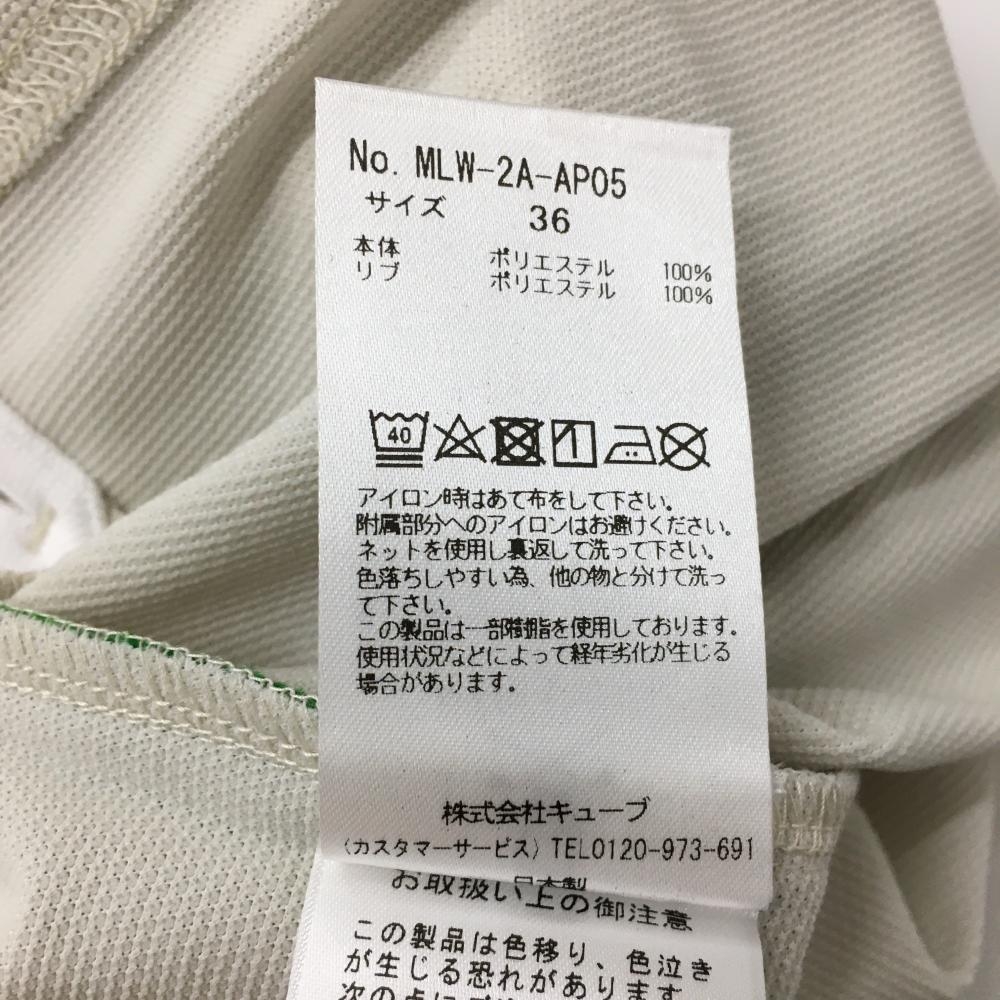 No. MLW-2A-AP05
サイズ 36
本体 ポリエステル 100%
リブ ポリエステル 100%
40
アイロン時はあて布をして下さい。
附属部分へのアイロンはお避けください。
ネットを使用し裏返して洗って下さい。
色落ちしやすい為、他の物と分けて洗っ
て下さい。
この製品は一部樹脂を使用しております。
使用状況などによって経年劣化が生じる
場合があります。
株式会社キューブ
(カスタマーサービス) TEL0120-973-691
日本製
お取扱い上の御注意
この製品は色移り、色泣き
が生じる恐れがあります
次の点に